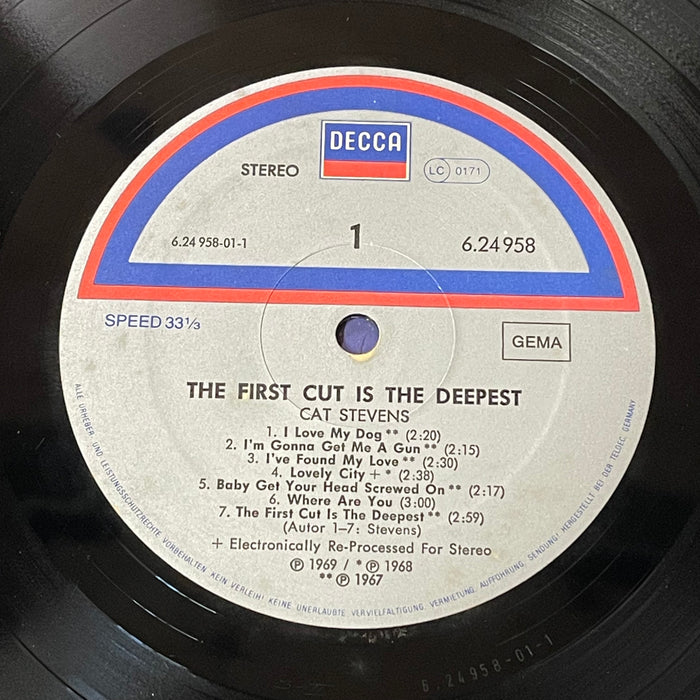 DECCA
STEREO
LC 0171
6.24 958-01-1
1
6.24958
SPEED 33⅓
GEMA
THE FIRST CUT IS THE DEEPEST
CAT STEVENS
1. I Love My Dog** (2:20)
2. I'm Gonna Get Me A Gun** (2:15)
3. I've Found My Love** (2:30)
4. Lovely City+* (2:38)
5. Baby Get Your Head Screwed On** (2:17)
6. Where Are You (3:00)
7. The First Cut Is The Deepest** (2:59)
(Autor 1–7: Stevens)
+ Electronically Re-Processed For Stereo
℗ 1969 / *℗ 1968
**℗ 1967
ALLE URHEBER- UND LEISTUNGSSCHUTZRECHTE VORBEHALTEN. KEIN VERLEIH! KEINE UNERLAUBTE VERVIELFÄLTIGUNG, VERMIETUNG, AUFFÜHRUNG, SENDUNG! HERGESTELLT BEI DER TELDEC GERMANY
6.24958-01-1